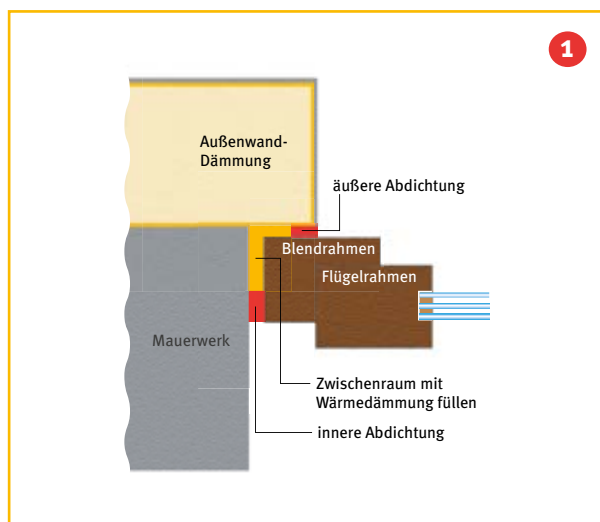 1
Außenwand-
Dämmung
äußere Abdichtung
Blendrahmen
Flügelrahmen
Mauerwerk
Zwischenraum mit
Wärmedämmung füllen
innere Abdichtung